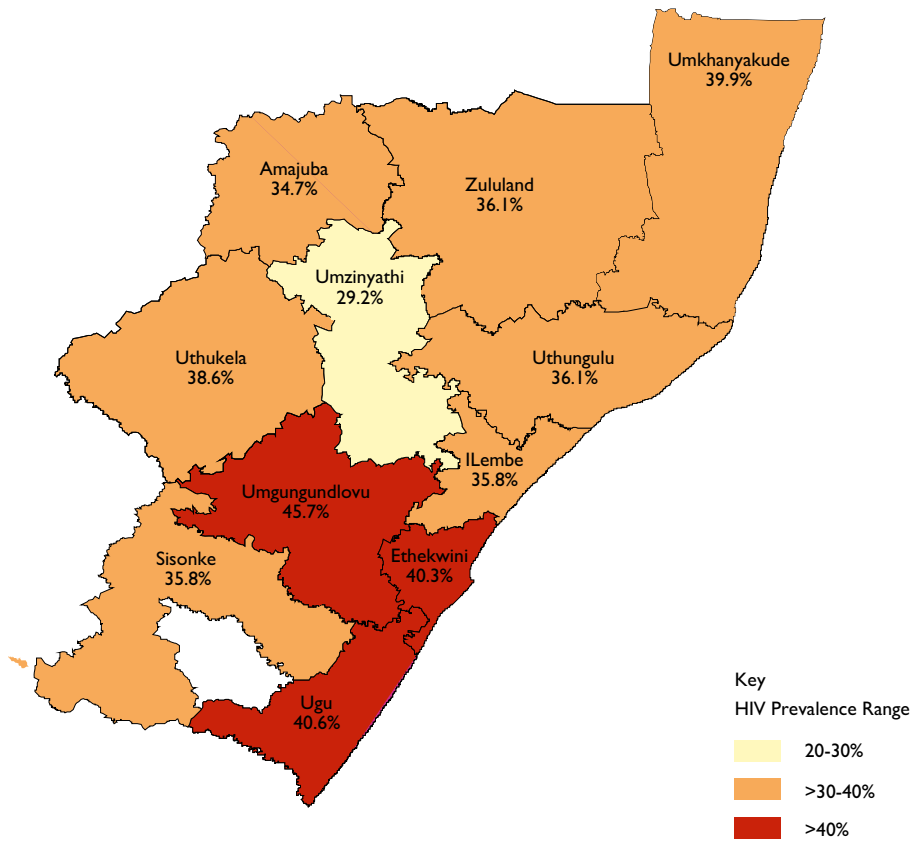 Umkhanyakude
39.9%
Amajuba
34.7%
Zululand
36.1%
Umzinyathi
29.2%
Uthukela
38.6%
Uthungulu
36.1%
ILembe
35.8%
Umgungundlovu
45.7%
Ethekwini
40.3%
Sisonke
35.8%
Ugu
40.6%
Key
HIV Prevalence Range
20-30%
>30-40%
>40%